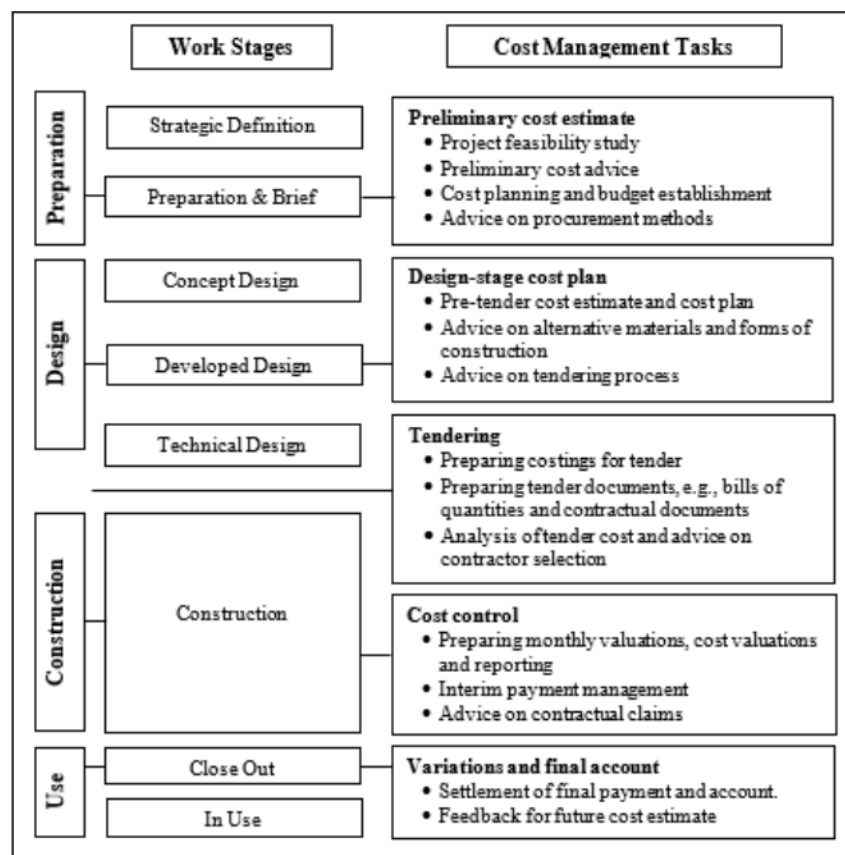 Work Stages
Cost Management Tasks
Preparation
Strategic Definition
Preparation & Brief
Preliminary cost estimate
• Project feasibility study
• Preliminary cost advice
• Cost planning and budget establishment
• Advice on procurement methods
Design
Concept Design
Developed Design
Technical Design
Design-stage cost plan
• Pre-tender cost estimate and cost plan
• Advice on alternative materials and forms of
construction
• Advice on tendering process
Tendering
• Preparing costings for tender
• Preparing tender documents, e.g., bills of
quantities and contractual documents
• Analysis of tender cost and advice on
contractor selection
Construction
Construction
Cost control
• Preparing monthly valuations, cost valuations
and reporting
• Interim payment management
• Advice on contractual claims
Use
Close Out
In Use
Variations and final account
• Settlement of final payment and account.
• Feedback for future cost estimate